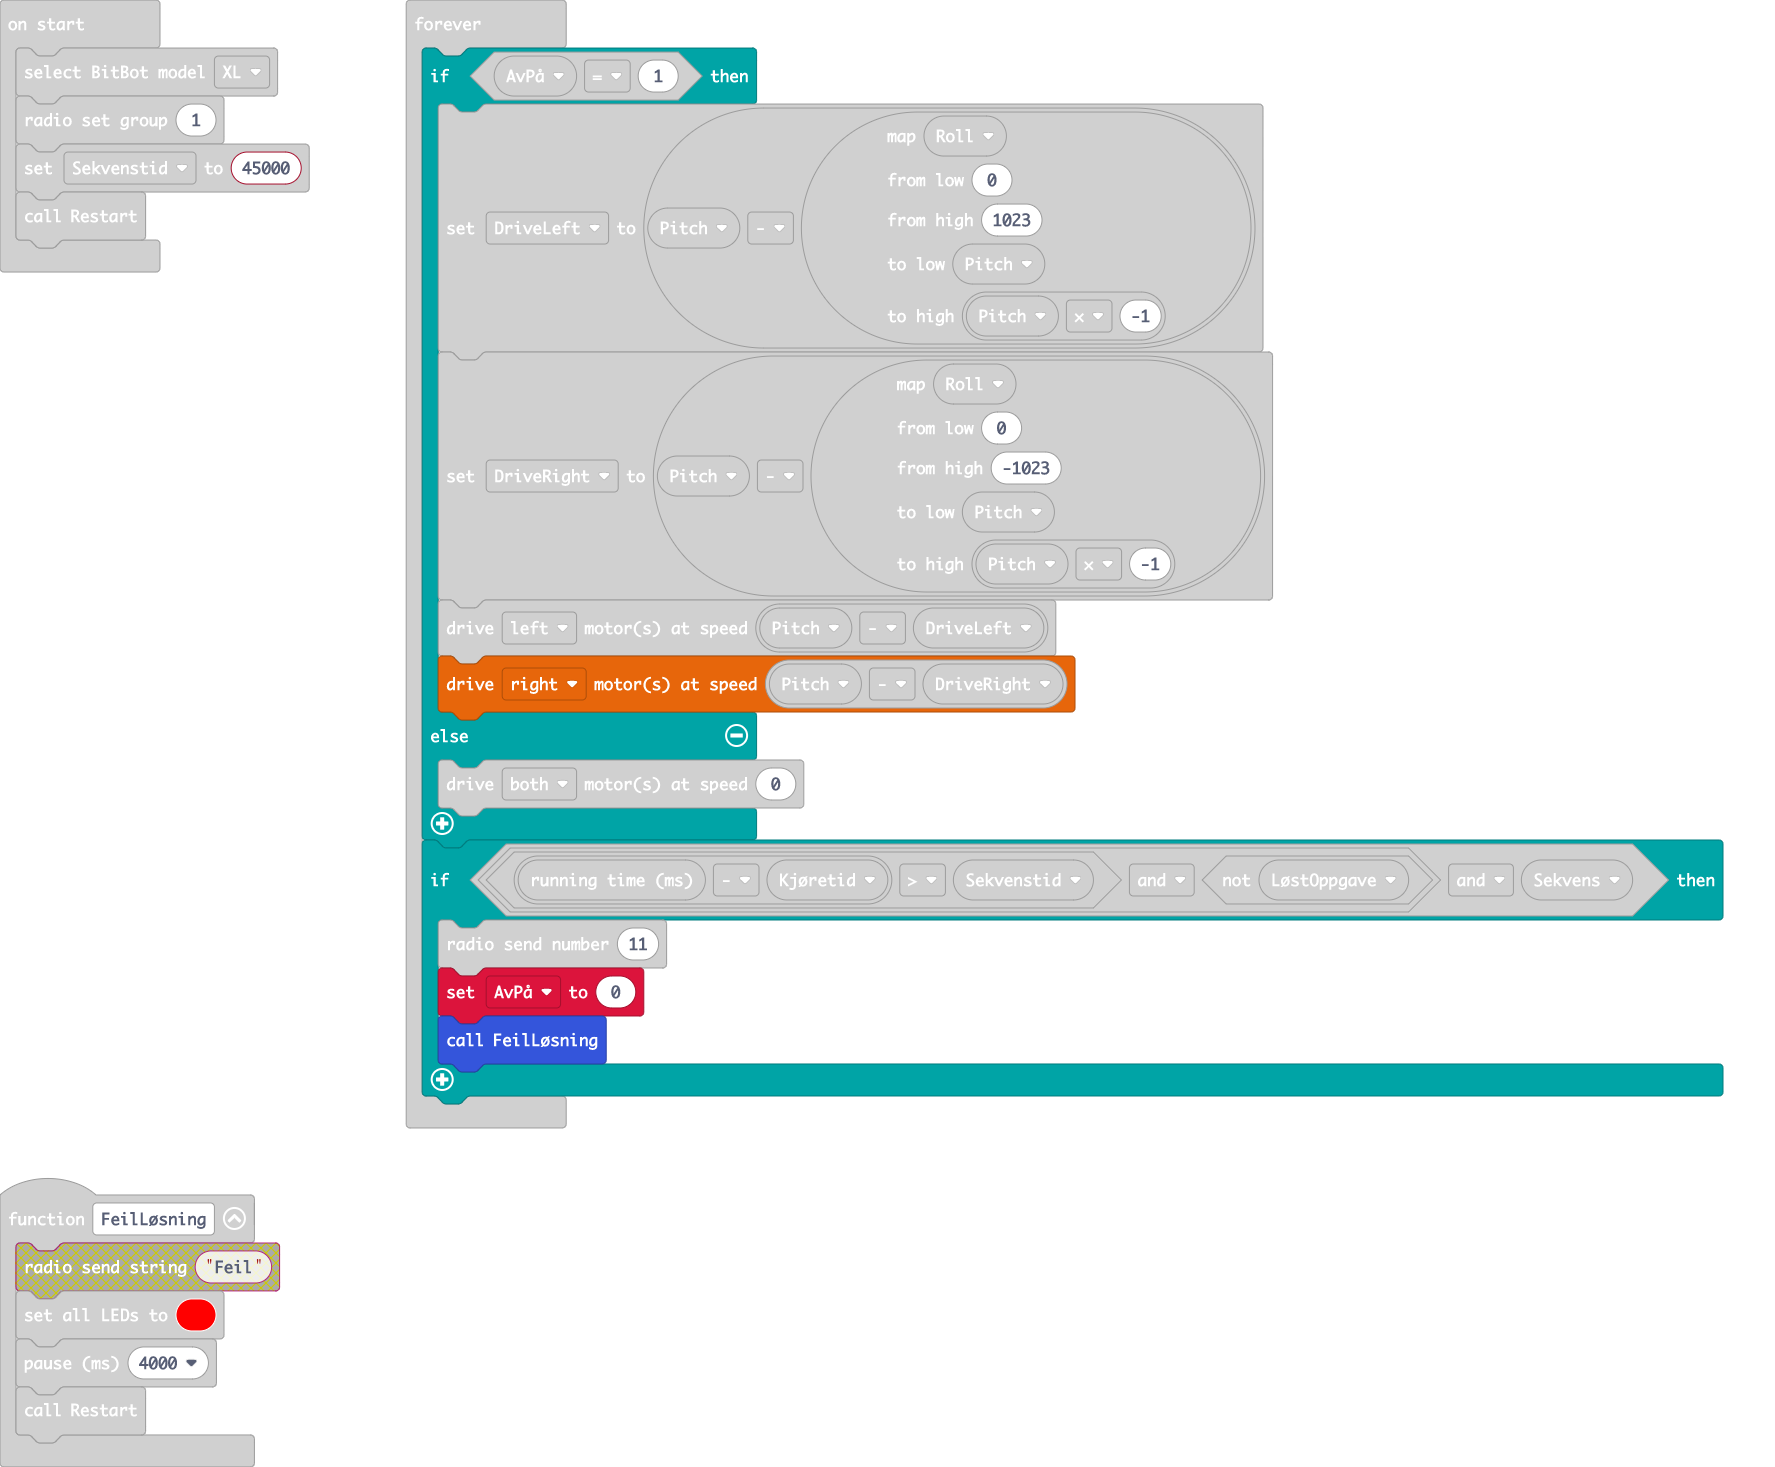 on start
select BitBot model XL
radio set group 1
set Sekvenstid to 45000
call Restart
forever
if AvPå = 1 then
set DriveLeft to Pitch - map Roll
from low 0
from high 1023
to low Pitch
to high Pitch × -1
set DriveRight to Pitch - map Roll
from low 0
from high -1023
to low Pitch
to high Pitch × -1
drive left motor(s) at speed Pitch - DriveLeft
drive right motor(s) at speed Pitch - DriveRight
else
drive both motor(s) at speed 0
if running time (ms) - Kjøretid > Sekvenstid and not LøstOppgave and Sekvens then
radio send number 11
set AvPå to 0
call FeilLøsning
function FeilLøsning
radio send string "Feil"
set all LEDs to
pause (ms) 4000
call Restart